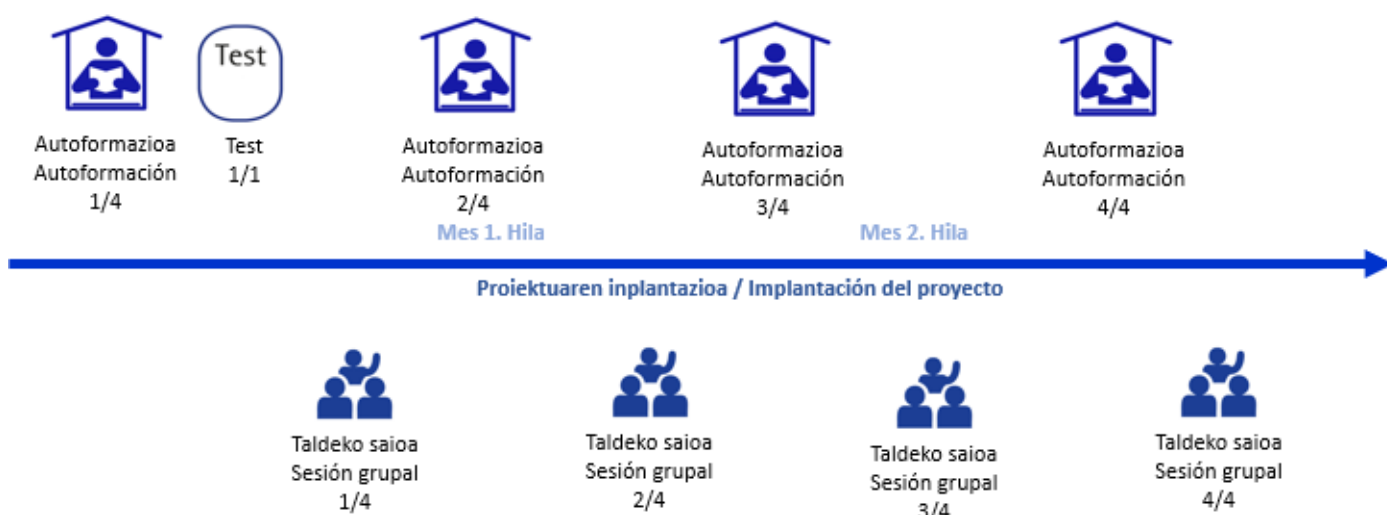 Test
Autoformazioa
Autoformación
1/4
Test
1/1
Autoformazioa
Autoformación
2/4
Autoformazioa
Autoformación
3/4
Autoformazioa
Autoformación
4/4
Mes 1. Hila
Mes 2. Hila
Proiektuaren inplantazioa / Implantación del proyecto
Taldeko saioa
Sesión grupal
1/4
Taldeko saioa
Sesión grupal
2/4
Taldeko saioa
Sesión grupal
3/4
Taldeko saioa
Sesión grupal
4/4